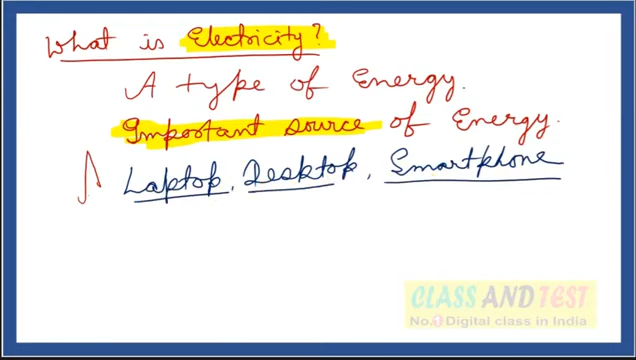 What is Electricity?
A type of Energy.
Important source of Energy.
Laptop, Desktop, Smartphone
CLASS AND TEST
No.1 Digital class in India